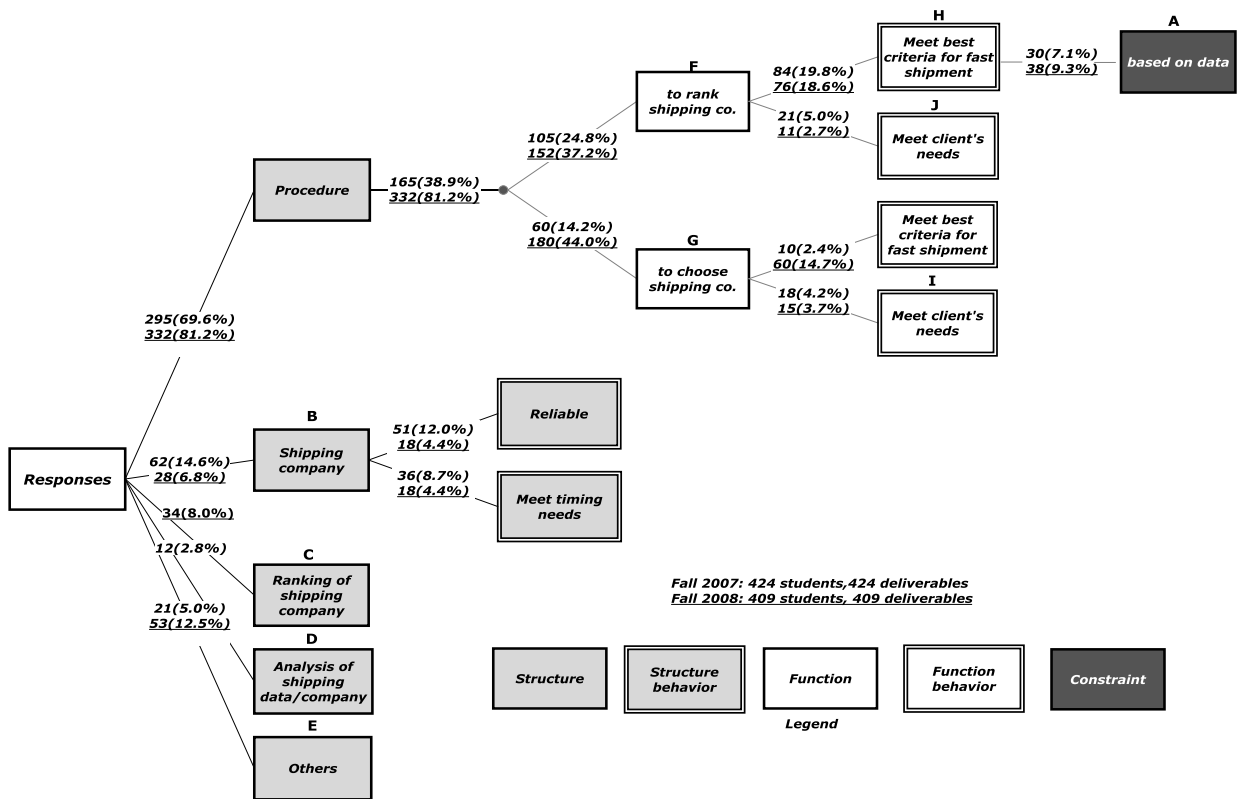 H
A
Meet best
criteria for fast
shipment
30(7.1%)
38(9.3%)
based on data
F
84(19.8%)
76(18.6%)
to rank
shipping co.
J
21(5.0%)
11(2.7%)
Meet client's
needs
105(24.8%)
152(37.2%)
Procedure
165(38.9%)
332(81.2%)
60(14.2%)
180(44.0%)
Meet best
criteria for
fast shipment
G
10(2.4%)
60(14.7%)
to choose
shipping co.
I
18(4.2%)
15(3.7%)
Meet client's
needs
295(69.6%)
332(81.2%)
B
Reliable
51(12.0%)
18(4.4%)
Shipping
company
62(14.6%)
28(6.8%)
Responses
36(8.7%)
18(4.4%)
Meet timing
needs
34(8.0%)
12(2.8%)
C
Ranking of
shipping
company
21(5.0%)
53(12.5%)
Fall 2007: 424 students,424 deliverables
Fall 2008: 409 students, 409 deliverables
D
Analysis of
shipping
data/company
Structure
Structure
behavior
Function
Function
behavior
Constraint
Legend
E
Others